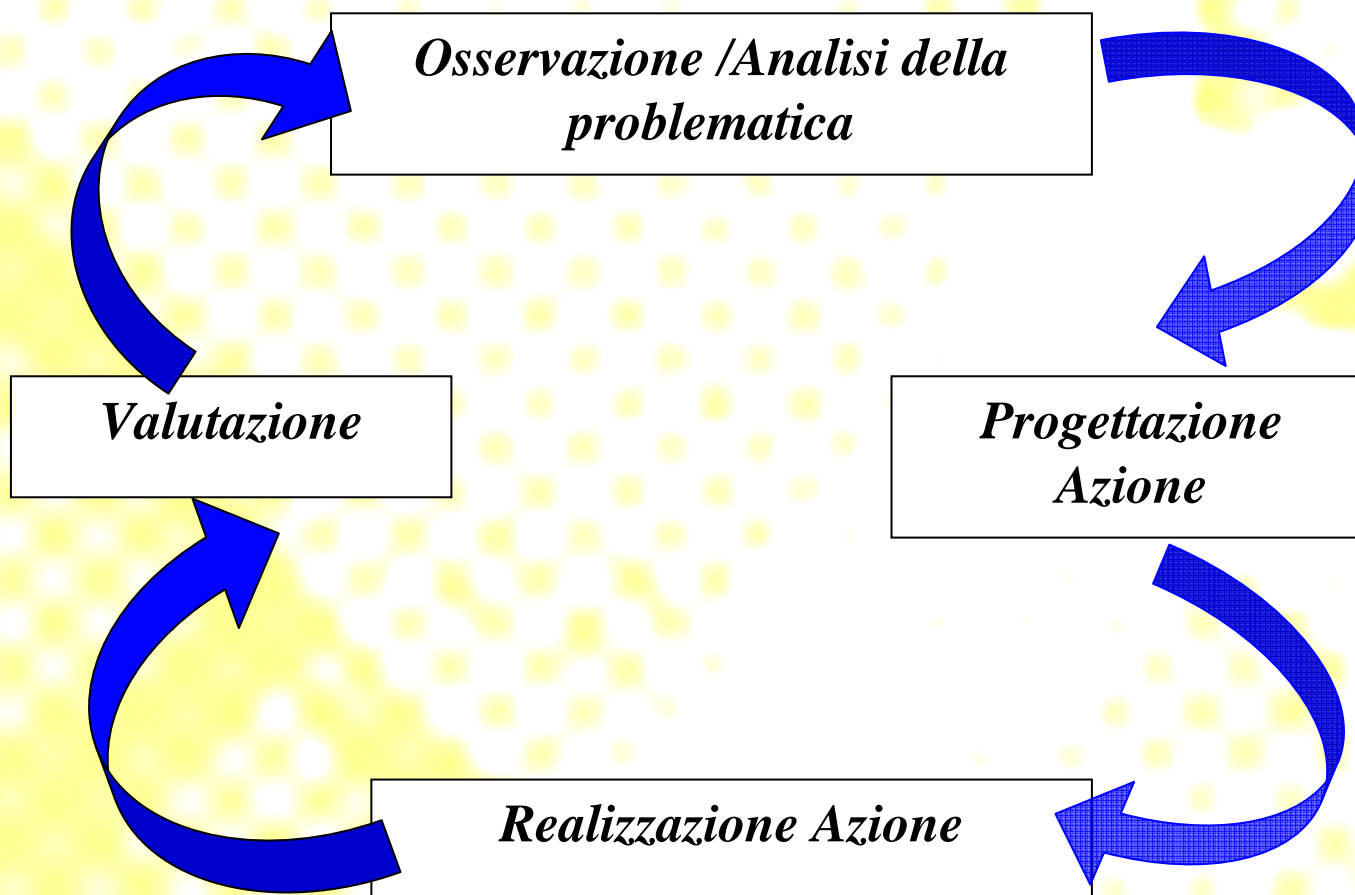 Osservazione /Analisi della
problematica
Valutazione
Progettazione
Azione
Realizzazione Azione